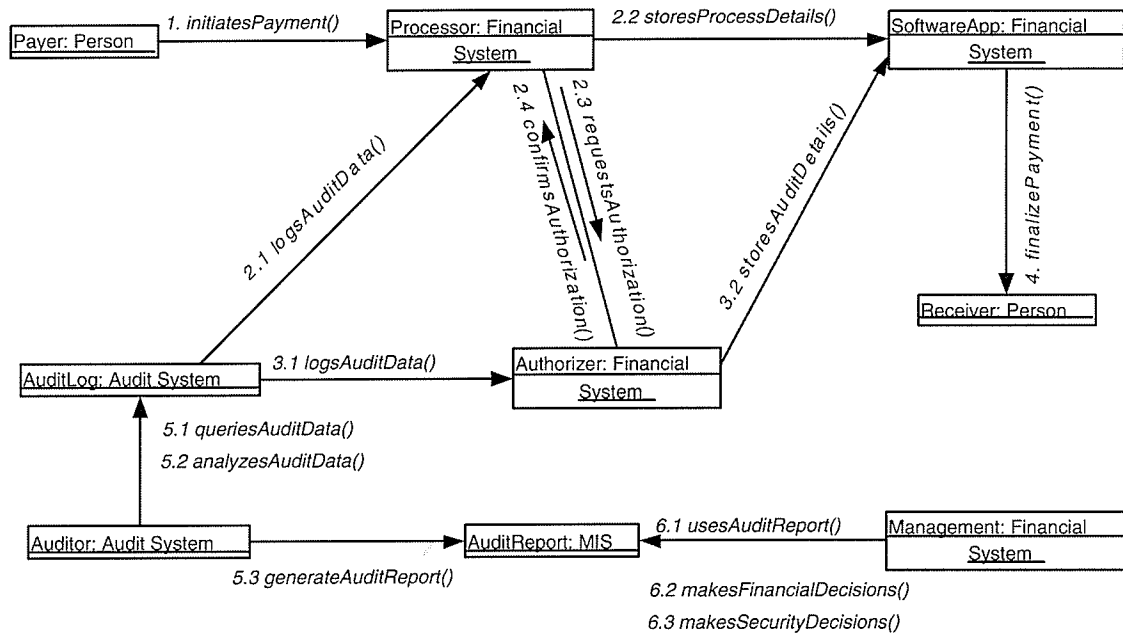 1. initiatesPayment()
Payer: Person
Processor: Financial
System
2.2 storesProcessDetails()
SoftwareApp: Financial
System
2.1 logsAuditData()
2.4 confirmsAuthorization()
2.3 requestsAuthorization()
3.2 storesAuditDetails()
4. finalizePayment()
Receiver: Person
AuditLog: Audit System
3.1 logsAuditData()
Authorizer: Financial
System
5.1 queriesAuditData()
5.2 analyzesAuditData()
Auditor: Audit System
5.3 generateAuditReport()
AuditReport: MIS
6.1 usesAuditReport()
Management: Financial
System
6.2 makesFinancialDecisions()
6.3 makesSecurityDecisions()